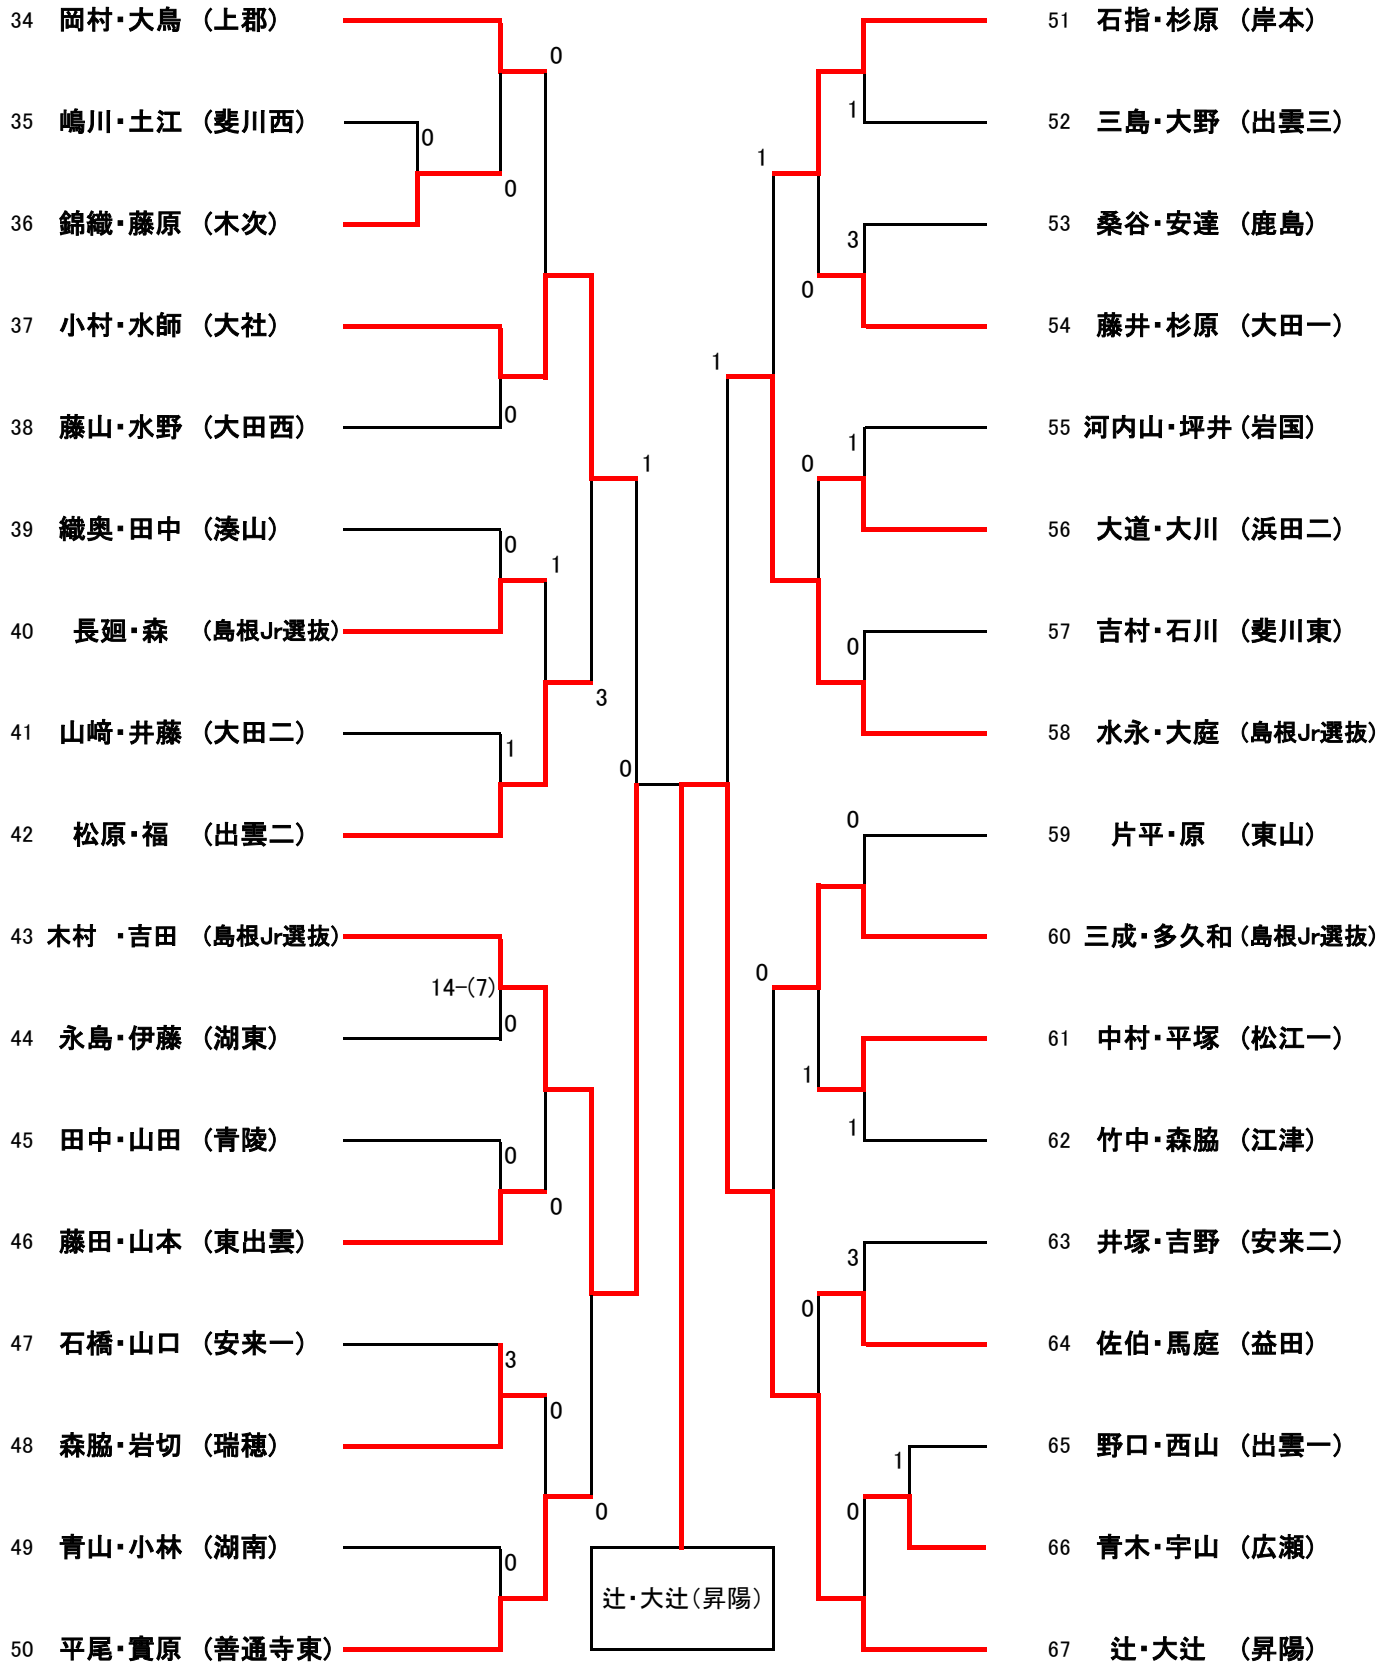 34 岡村・大鳥 (上郡)
0
35 嶋川・土江 (斐川西)
0
0
36 錦織・藤原 (木次)
37 小村・水師 (大社)
0
38 藤山・水野 (大田西)
1
39 織奥・田中 (湊山)
0
1
40 長廻・森 (島根Jr選抜)
3
41 山﨑・井藤 (大田二)
1
0
42 松原・福 (出雲二)
43 木村 ・吉田 (島根Jr選抜)
14-(7)
0
44 永島・伊藤 (湖東)
45 田中・山田 (青陵)
0
0
46 藤田・山本 (東出雲)
47 石橋・山口 (安来一)
3
0
48 森脇・岩切 (瑞穂)
0
49 青山・小林 (湖南)
0
50 平尾・實原 (善通寺東)
51 石指・杉原 (岸本)
1
52 三島・大野 (出雲三)
1
53 桑谷・安達 (鹿島)
3
0
54 藤井・杉原 (大田一)
1
55 河内山・坪井 (岩国)
1
0
56 大道・大川 (浜田二)
57 吉村・石川 (斐川東)
0
58 水永・大庭 (島根Jr選抜)
0
59 片平・原 (東山)
60 三成・多久和 (島根Jr選抜)
0
61 中村・平塚 (松江一)
1
1
62 竹中・森脇 (江津)
63 井塚・吉野 (安来二)
3
0
64 佐伯・馬庭 (益田)
65 野口・西山 (出雲一)
1
0
66 青木・宇山 (広瀬)
67 辻・大辻 (昇陽)
辻・大辻(昇陽)